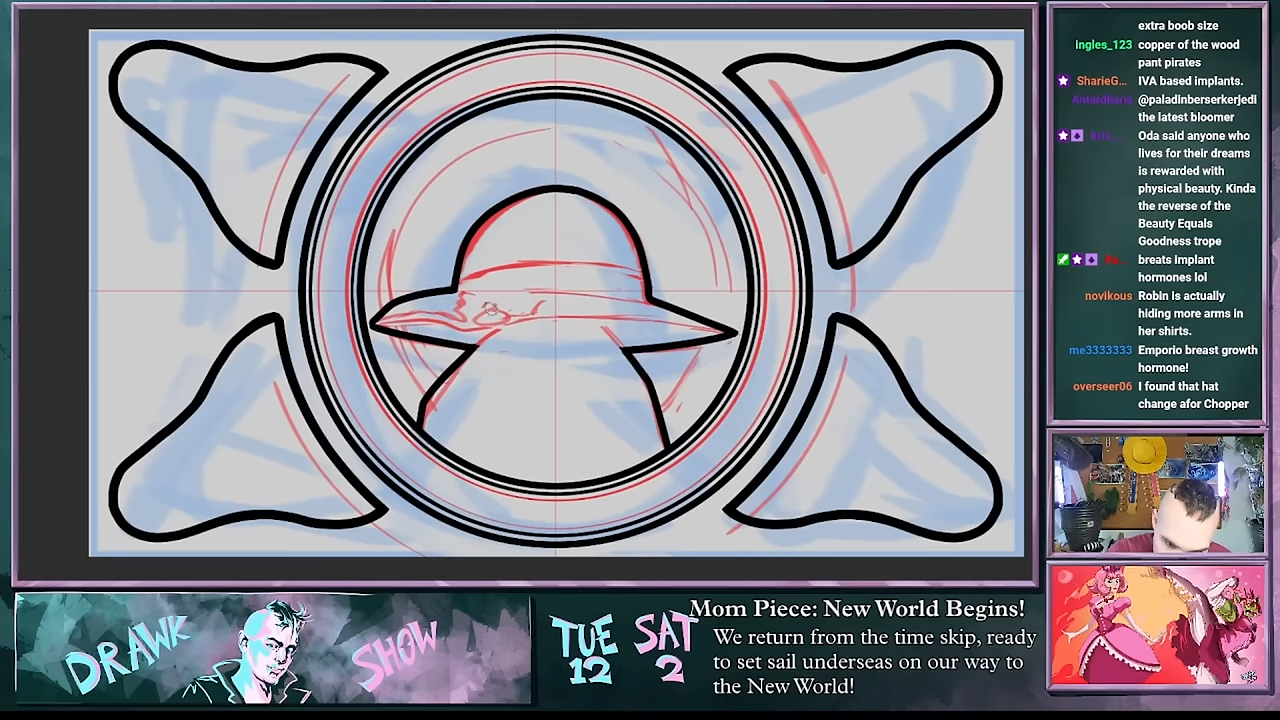 extra boob size
ingles_123 copper of the wood
pant pirates
SharieG... IVA based implants.
@paladinberserkerjedi
the latest bloomer
Oda said anyone who
lives for their dreams
is rewarded with
physical beauty. Kinda
the reverse of the
Beauty Equals
Goodness trope
breats implant
hormones lol
novikous Robin is actually
hiding more arms in
her shirts.
me3333333 Emporio breast growth
hormone!
overseer06 I found that hat
change afor Chopper
DRAWK
SHOW
TUE
12
SAT
2
Mom Piece: New World Begins!
We return from the time skip, ready
to set sail underseas on our way to
the New World!